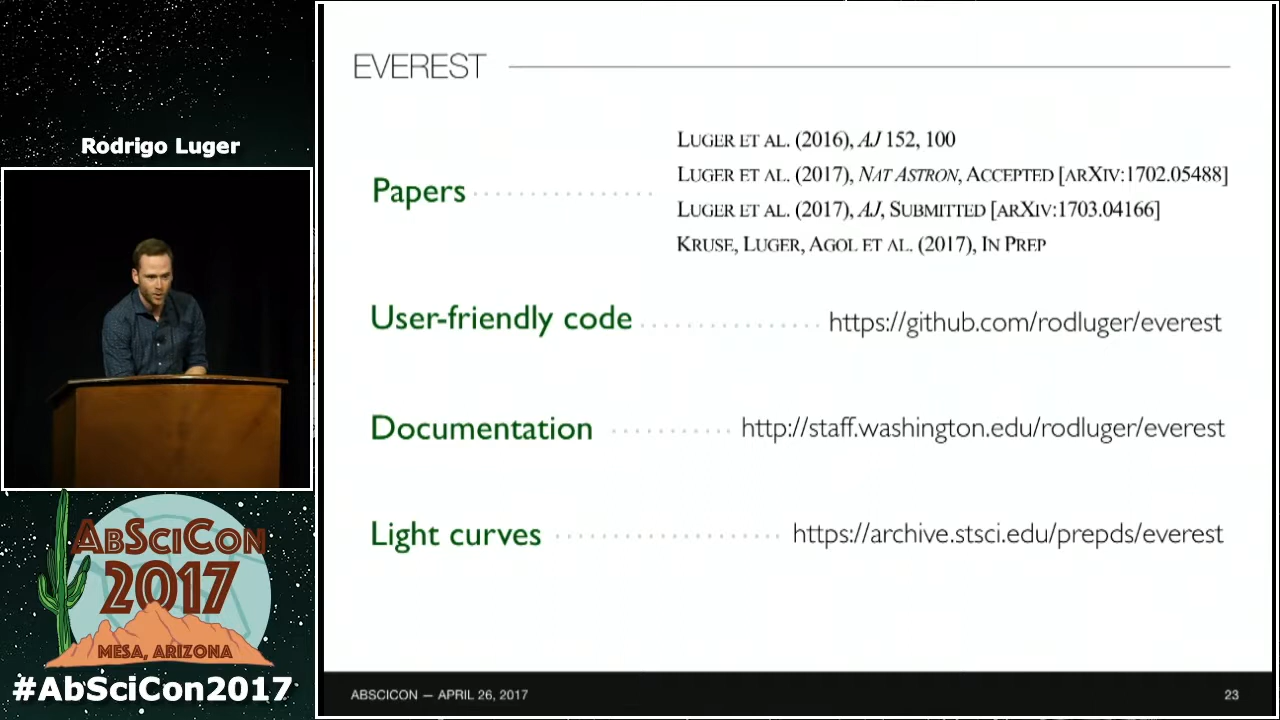 Rodrigo Luger
ABSCICON
2017
MESA, ARIZONA
#AbSciCon2017
EVEREST
Papers
LUGER ET AL. (2016), AJ 152, 100
LUGER ET AL. (2017), NAT ASTRON, ACCEPTED [ARXIV:1702.05488]
LUGER ET AL. (2017), AJ, SUBMITTED [ARXIV:1703.04166]
KRUSE, LUGER, AGOL ET AL. (2017), IN PREP
User-friendly code https://github.com/rodluger/everest
Documentation http://staff.washington.edu/rodluger/everest
Light curves https://archive.stsci.edu/prepds/everest
ABSCICON — APRIL 26, 2017 23